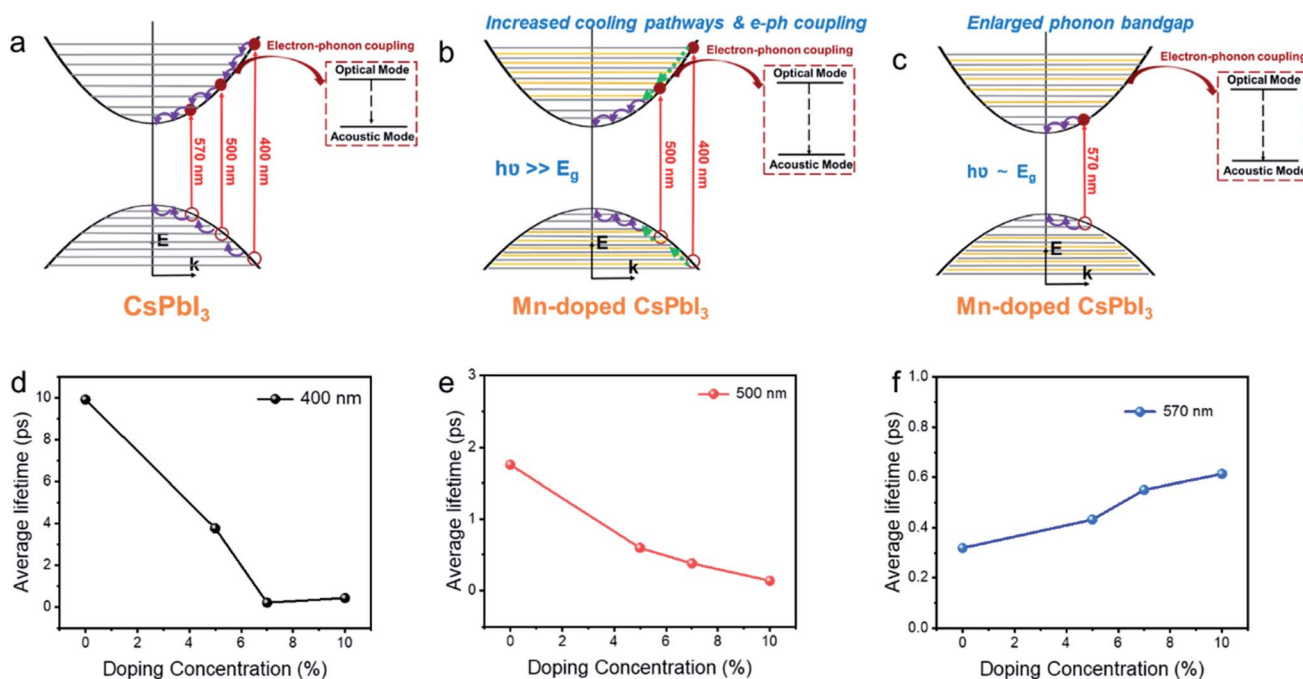 a
Electron-phonon coupling
Optical Mode
Acoustic Mode
570 nm
500 nm
400 nm
E
k
CsPbI3
Increased cooling pathways & e-ph coupling
b
Electron-phonon coupling
Optical Mode
Acoustic Mode
hυ >> Eg
500 nm
400 nm
E
k
Mn-doped CsPbI3
Enlarged phonon bandgap
c
Electron-phonon coupling
Optical Mode
Acoustic Mode
hυ ~ Eg
570 nm
E
k
Mn-doped CsPbI3
d
400 nm
Average lifetime (ps)
10
8
6
4
2
0
0 2 4 6 8 10
Doping Concentration (%)
e
500 nm
Average lifetime (ps)
3
2
1
0
0 2 4 6 8 10
Doping Concentration (%)
f
570 nm
Average lifetime (ps)
1.0
0.8
0.6
0.4
0.2
0.0
0 2 4 6 8 10
Doping Concentration (%)